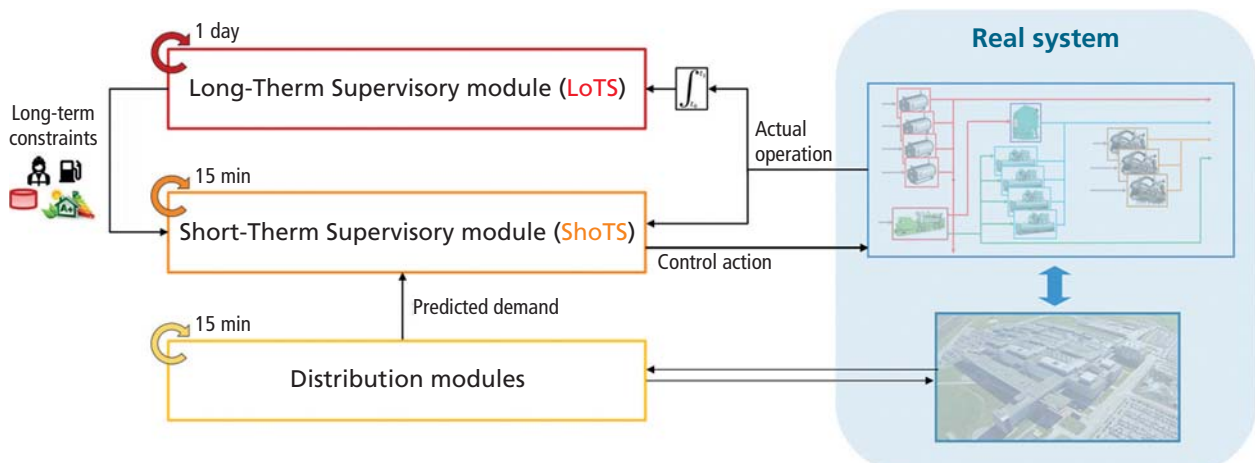 1 day
Long-Therm Supervisory module (LoTS)
Long-term
constraints
A+
15 min
Short-Therm Supervisory module (ShoTS)
Actual
operation
Control action
Predicted demand
15 min
Distribution modules
Real system